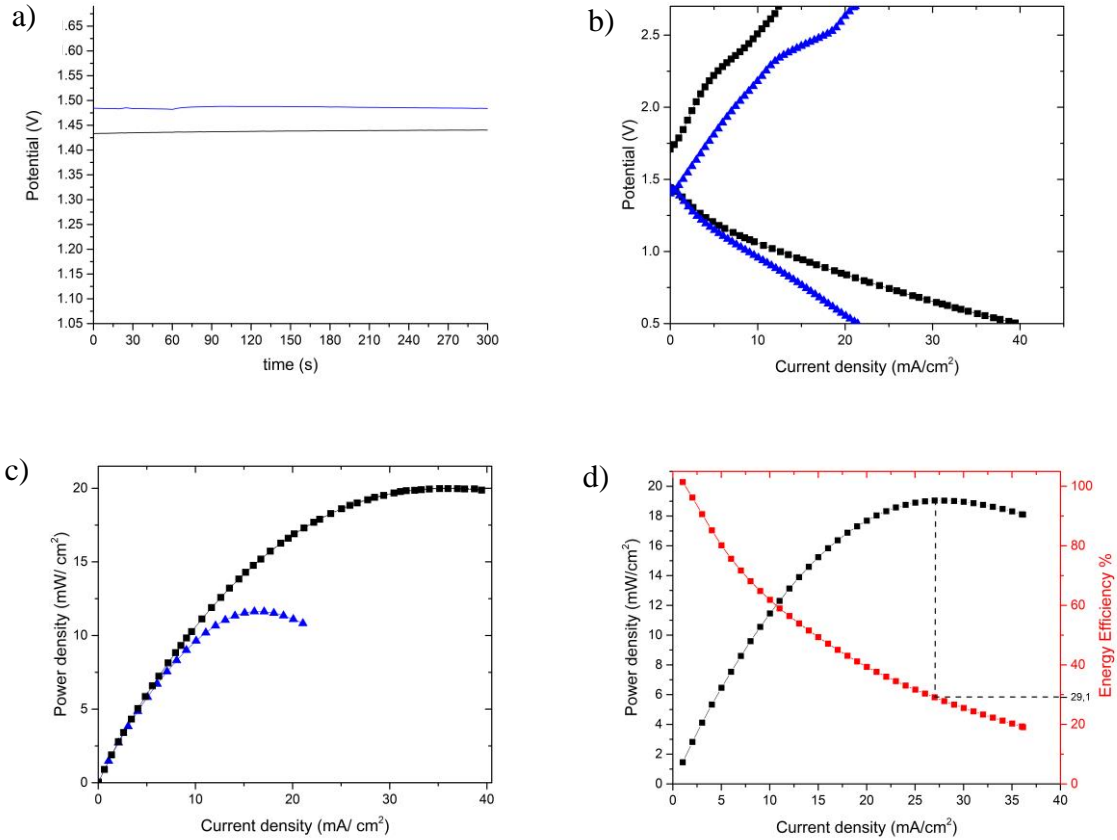 a)
1.65
1.60
1.55
1.50
1.45
1.40
1.35
1.30
1.25
1.20
1.15
1.10
1.05
Potential (V)
0 30 60 90 120 150 180 210 240 270 300
time (s)
b)
2.5
2.0
1.5
1.0
0.5
Potential (V)
0 10 20 30 40
Current density (mA/cm²)
c)
20
15
10
5
0
Power density (mW/ cm²)
0 10 20 30 40
Current density (mA/ cm²)
d)
20
18
16
14
12
10
8
6
4
2
0
Power density (mW/cm²)
100
80
60
40
29,1
20
0
Energy Efficiency %
0 5 10 15 20 25 30 35 40
Current density (mA/cm²)